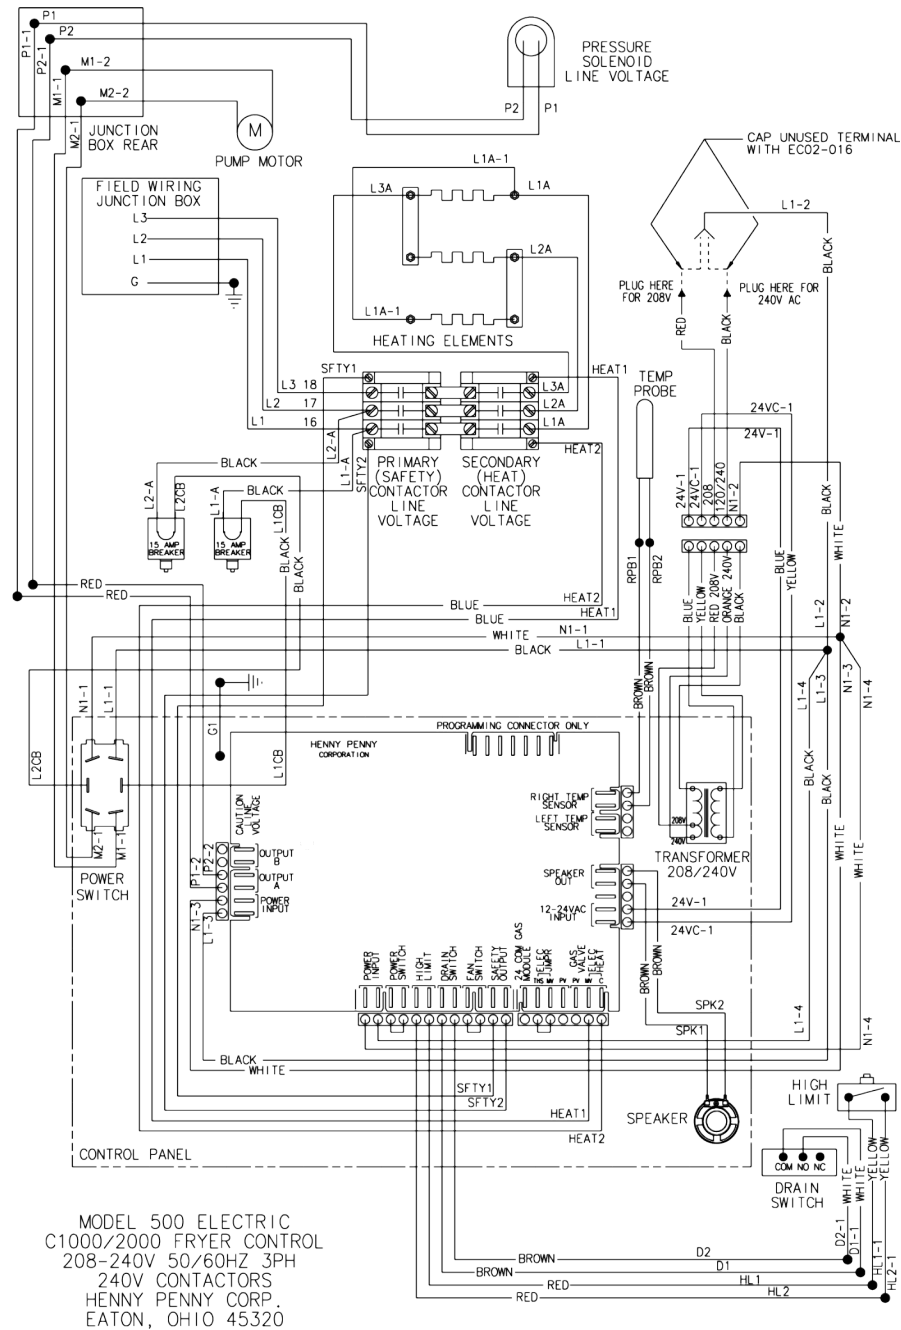 P1
P2
P1-1
P2-1
M1-2
M1-1
M2-2
M2-1
M
JUNCTION
BOX REAR
PUMP MOTOR
PRESSURE
SOLENOID
LINE VOLTAGE
P2
P1
CAP UNUSED TERMINAL
WITH EC02-016
FIELD WIRING
JUNCTION BOX
L3
L2
L1
G
L1A-1
L3A
L1A
L2A
L1A-1
HEATING ELEMENTS
L1-2
BLACK
PLUG HERE
FOR 208V
PLUG HERE FOR
240V AC
RED
BLACK
SFTY1
HEAT1
L3 18
L2 17
L1 16
L3A
L2A
L1A
L2-A
L1-A
SFTY2
HEAT2
PRIMARY
(SAFETY)
CONTACTOR
LINE
VOLTAGE
SECONDARY
(HEAT)
CONTACTOR
LINE
VOLTAGE
TEMP
PROBE
24VC-1
24V-1
24V-1
24VC-1
208
120/240
N1-2
BLACK
BLACK
L2-A
L2CB
L1-A
L1CB
15 AMP
BREAKER
15 AMP
BREAKER
BLACK
BLACK
BLACK
WHITE
RPB1
RPB2
BLUE
YELLOW
RED 208V
ORANGE 240V
BLACK
BLUE
YELLOW
RED
RED
BLUE
HEAT2
BLUE
HEAT1
WHITE
N1-1
BLACK
L1-1
L1-2
N1-2
N1-1
L1-1
BROWN
BROWN
L1-4
L1-3
N1-3
N1-4
G1
L2CB
L1CB
HENNY PENNY
CORPORATION
PROGRAMMING CONNECTOR ONLY
BLACK
BLACK
CAUTION
LINE
VOLTAGE
RIGHT TEMP
SENSOR
LEFT TEMP
SENSOR
208V
240V
TRANSFORMER
208/240V
WHITE
WHITE
M2-1
M1-1
POWER
SWITCH
P2-2
P1-2
N1-3
L1-3
OUTPUT
B
OUTPUT
A
POWER
INPUT
SPEAKER
OUT
12-24VAC
INPUT
24V-1
24VC-1
POWER
INPUT
POWER
SWITCH
HIGH
LIMIT
DRAIN
SWITCH
FAN
SWITCH
SAFETY
OUTPUT
24 COM GAS
MODULE
ELEC
JMPR
GAS
VALVE
ELEC
HEAT
THS
MV
PV
PV
MV
C
BROWN
BROWN
SPK2
SPK1
L1-4
N1-4
BLACK
WHITE
SFTY1
SFTY2
HEAT1
HEAT2
SPEAKER
HIGH
LIMIT
CONTROL PANEL
COM NO NC
DRAIN
SWITCH
WHITE
WHITE
YELLOW
YELLOW
D2-1
D1-1
HL1-1
HL2-1
BROWN
D2
BROWN
D1
RED
HL1
RED
HL2
MODEL 500 ELECTRIC
C1000/2000 FRYER CONTROL
208-240V 50/60HZ 3PH
240V CONTACTORS
HENNY PENNY CORP.
EATON, OHIO 45320